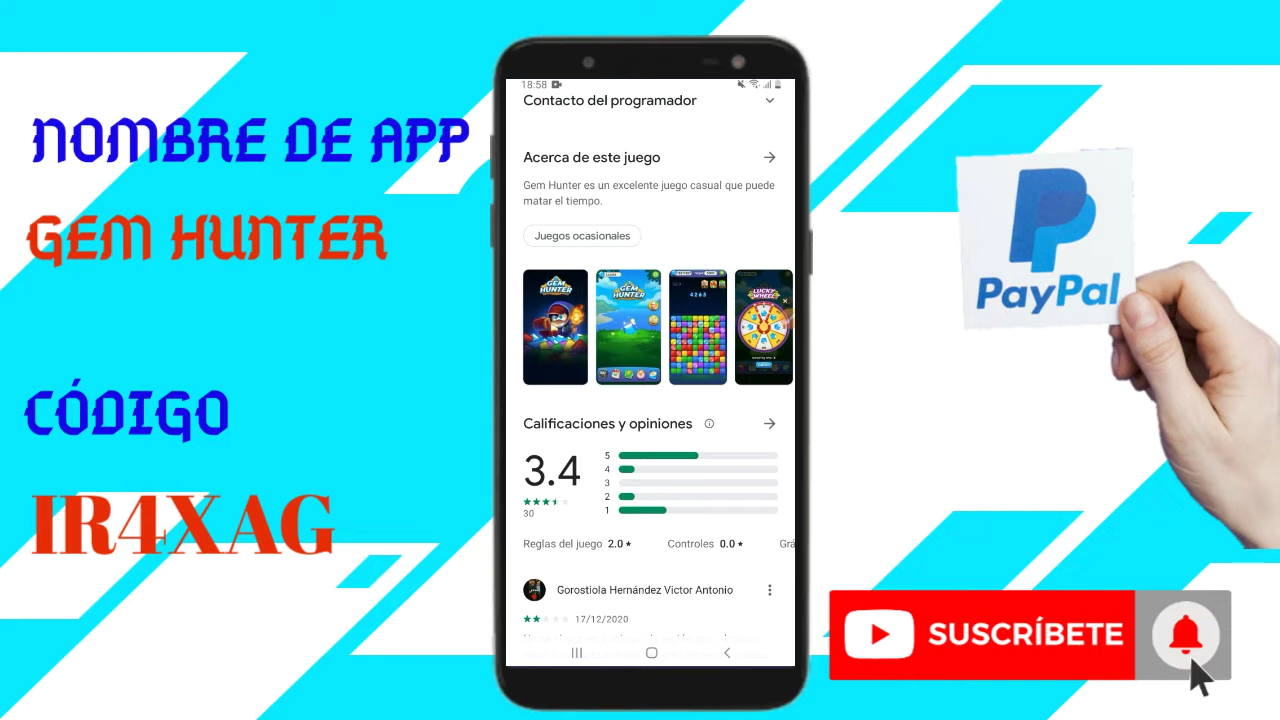 NOMBRE DE APP
GEM HUNTER
CÓDIGO
IR4XAG
18:58
Contacto del programador
Acerca de este juego
Gem Hunter es un excelente juego casual que puede
matar el tiempo.
Juegos ocasionales
GEM HUNTER
GEM HUNTER
4265
LUCKY WHEEL
Calificaciones y opiniones
3.4
30
5
4
3
2
1
Reglas del juego 2.0 Controles 0.0 Grá
Gorostiola Hernández Victor Antonio
17/12/2020
PayPal
SUSCRÍBETE